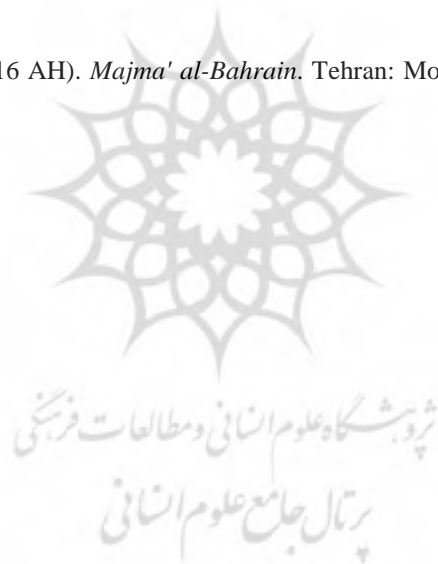 16 AH). Majma' al-Bahrain. Tehran: Mo
پژوهشگاه علوم انسانی و مطالعات فرهنگی
پرتال جامع علوم انسانی